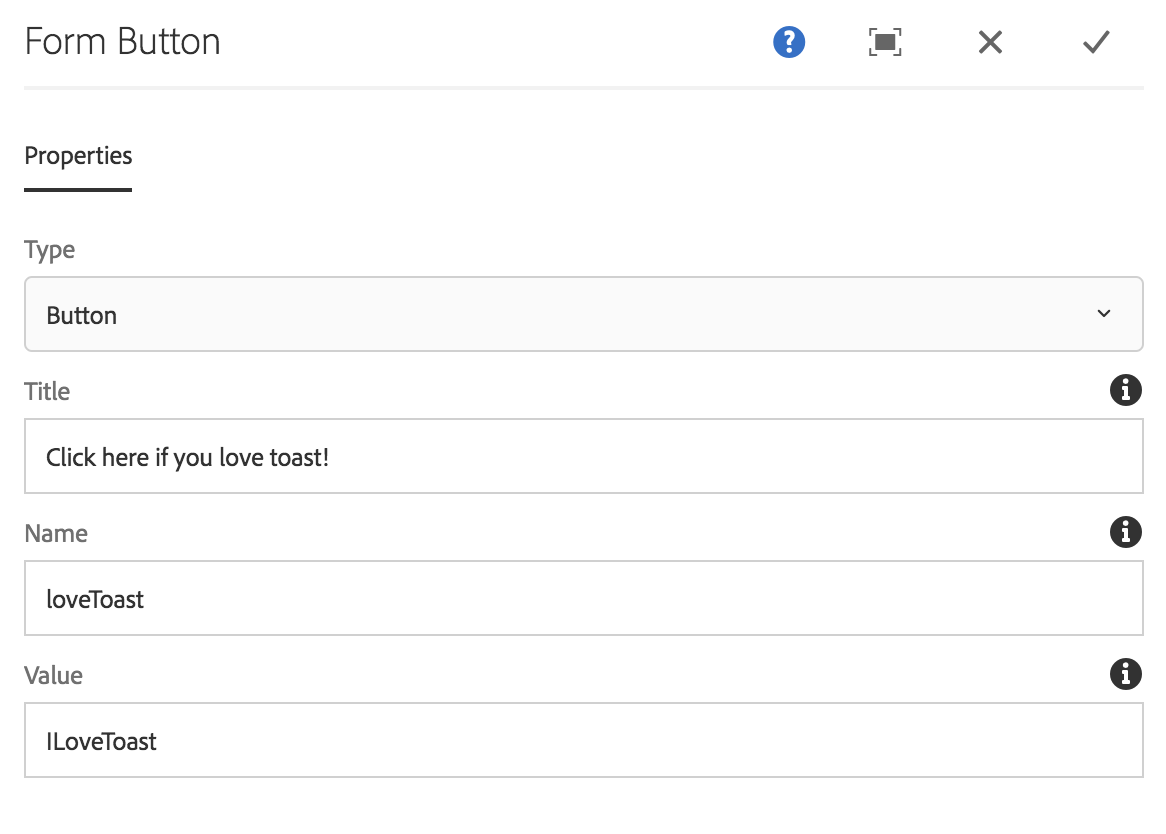 Form Button
Properties
Type
Button
Title
Click here if you love toast!
Name
loveToast
Value
ILoveToast